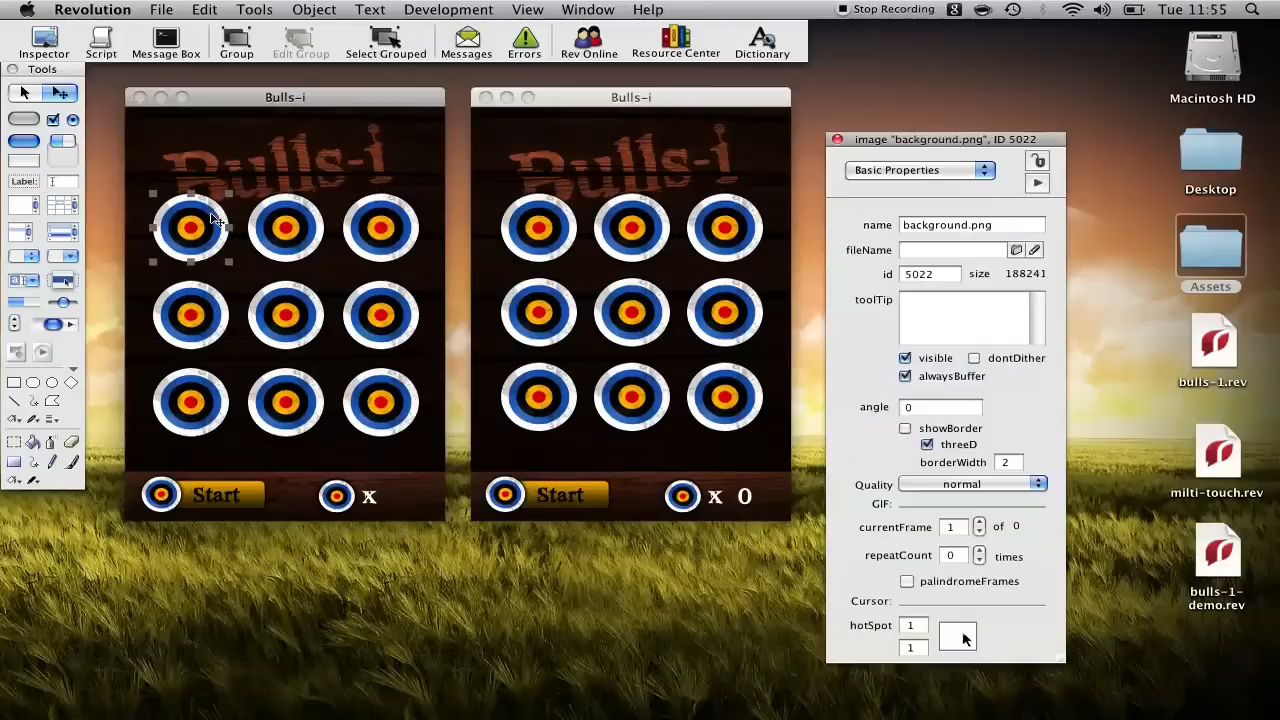 Revolution File Edit Tools Object Text Development View Window Help Stop Recording Tue 11:55
Inspector Script Message Box Group Edit Group Select Grouped Messages Errors Rev Online Resource Center Dictionary
Tools
Label:
Bulls-i
Bulls-i
Start
x
Bulls-i
Bulls-i
Start
x 0
image "background.png", ID 5022
Basic Properties
name background.png
fileName
id 5022 size 188241
toolTip
visible dontDither
alwaysBuffer
angle 0
showBorder
threeD
borderWidth 2
Quality normal
GIF:
currentFrame 1 of 0
repeatCount 0 times
palindromeFrames
Cursor:
hotSpot 1
1
Macintosh HD
Desktop
Assets
bulls-1.rev
milti-touch.rev
bulls-1-
demo.rev